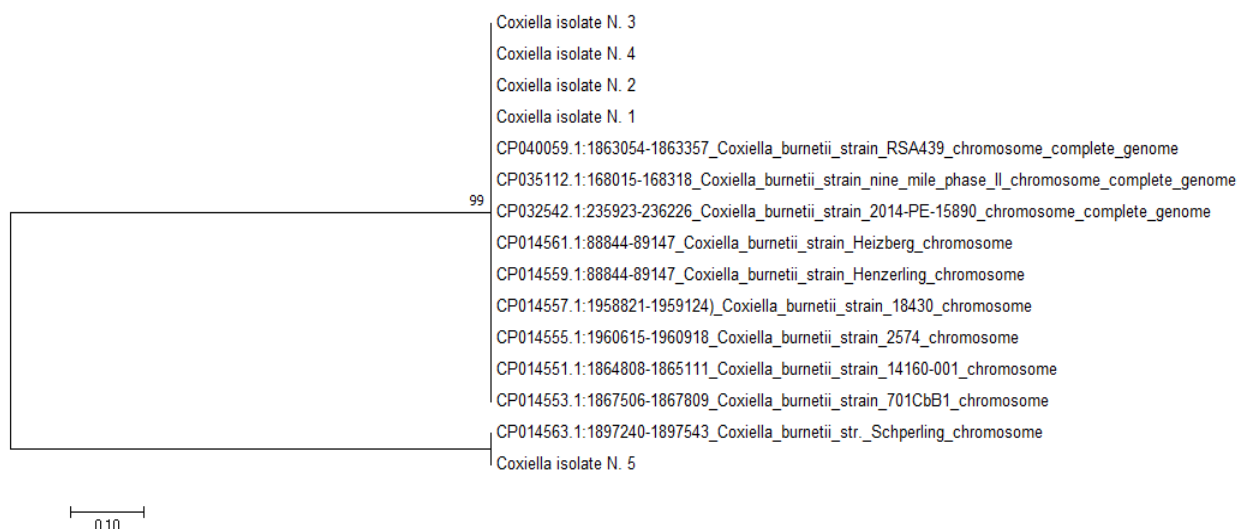 Coxiella isolate N. 3
Coxiella isolate N. 4
Coxiella isolate N. 2
Coxiella isolate N. 1
CP040059.1:1863054-1863357_Coxiella_burnetii_strain_RSA439_chromosome_complete_genome
CP035112.1:168015-168318_Coxiella_burnetii_strain_nine_mile_phase_II_chromosome_complete_genome
99
CP032542.1:235923-236226_Coxiella_burnetii_strain_2014-PE-15890_chromosome_complete_genome
CP014561.1:88844-89147_Coxiella_burnetii_strain_Heizberg_chromosome
CP014559.1:88844-89147_Coxiella_burnetii_strain_Henzerling_chromosome
CP014557.1:1958821-1959124)_Coxiella_burnetii_strain_18430_chromosome
CP014555.1:1960615-1960918_Coxiella_burnetii_strain_2574_chromosome
CP014551.1:1864808-1865111_Coxiella_burnetii_strain_14160-001_chromosome
CP014553.1:1867506-1867809_Coxiella_burnetii_strain_701CbB1_chromosome
CP014563.1:1897240-1897543_Coxiella_burnetii_str._Schperling_chromosome
Coxiella isolate N. 5
0.10